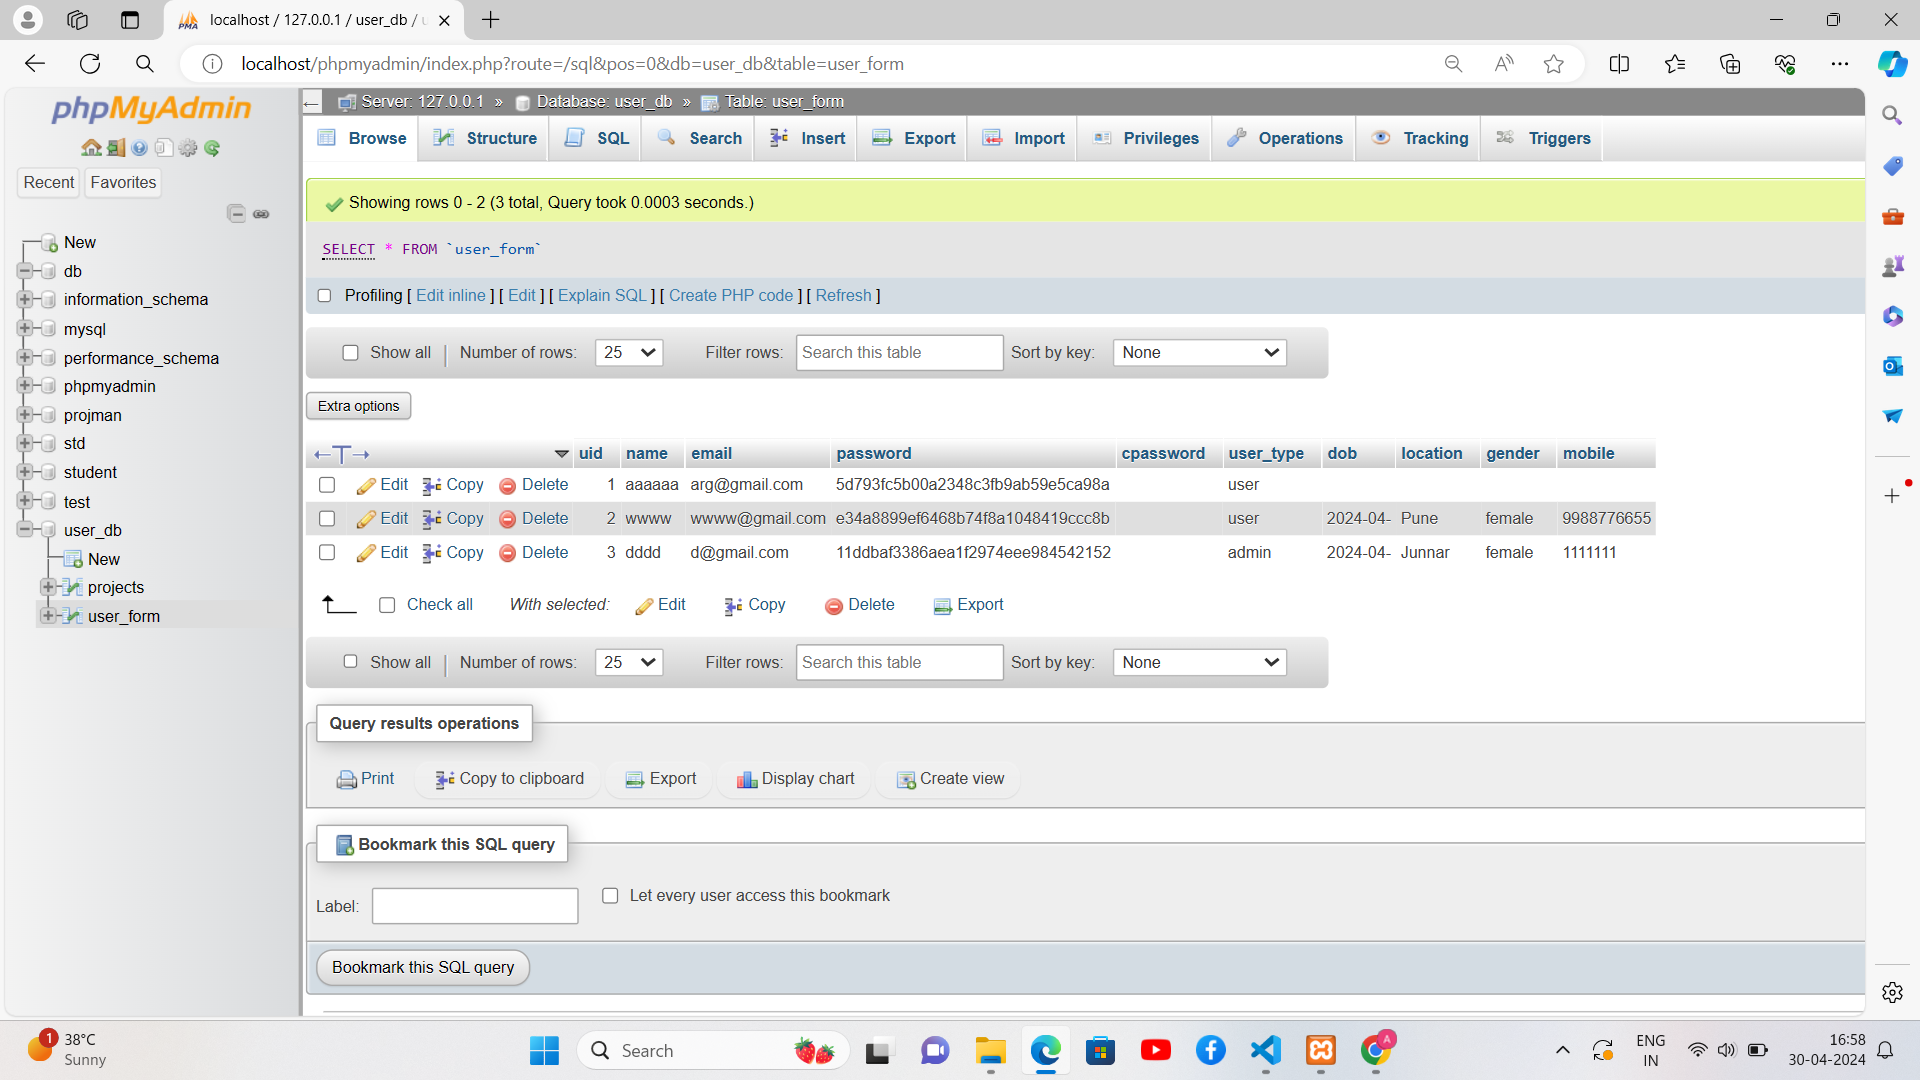 localhost / 127.0.0.1 / user_db / u
localhost/phpmyadmin/index.php?route=/sql&pos=0&db=user_db&table=user_form
phpMyAdmin
Recent Favorites
New
db
information_schema
mysql
performance_schema
phpmyadmin
projman
std
student
test
user_db
New
projects
user_form
Server: 127.0.0.1 » Database: user_db » Table: user_form
Browse Structure SQL Search Insert Export Import Privileges Operations Tracking Triggers
Showing rows 0 - 2 (3 total, Query took 0.0003 seconds.)
SELECT * FROM `user_form`
Profiling [ Edit inline ] [ Edit ] [ Explain SQL ] [ Create PHP code ] [ Refresh ]
Show all Number of rows: 25 Filter rows: Search this table Sort by key: None
Extra options
←T→ uid name email password cpassword user_type dob location gender mobile
Edit Copy Delete 1 aaaaaa arg@gmail.com 5d793fc5b00a2348c3fb9ab59e5ca98a user
Edit Copy Delete 2 wwww wwww@gmail.com e34a8899ef6468b74f8a1048419ccc8b user 2024-04- Pune female 9988776655
Edit Copy Delete 3 dddd d@gmail.com 11ddbaf3386aea1f2974eee984542152 admin 2024-04- Junnar female 1111111
Check all With selected: Edit Copy Delete Export
Show all Number of rows: 25 Filter rows: Search this table Sort by key: None
Query results operations
Print Copy to clipboard Export Display chart Create view
Bookmark this SQL query
Label: Let every user access this bookmark
Bookmark this SQL query
1
38°C
Sunny
Search
A
ENG
IN
16:58
30-04-2024